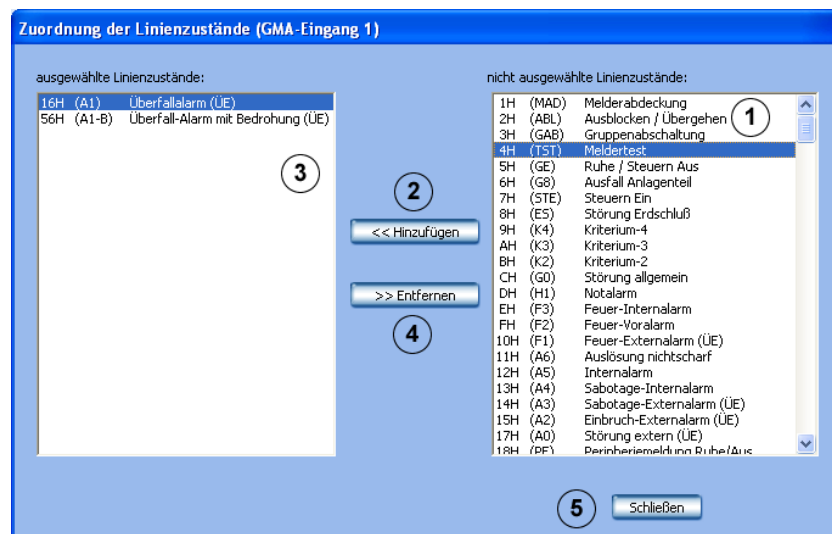 Zuordnung der Linienzustände (GMA-Eingang 1)
ausgewählte Linienzustände:
16H (A1) Überfallalarm (ÜE)
56H (A1-B) Überfall-Alarm mit Bedrohung (ÜE)
3
2
<< Hinzufügen
>> Entfernen
4
nicht ausgewählte Linienzustände:
1H (MAD) Melderabdeckung
2H (ABL) Ausblocken / Übergehen
1
3H (GAB) Gruppenabschaltung
4H (TST) Meldertest
5H (GE) Ruhe / Steuern Aus
6H (G8) Ausfall Anlagenteil
7H (STE) Steuern Ein
8H (ES) Störung Erdschluß
9H (K4) Kriterium-4
AH (K3) Kriterium-3
BH (K2) Kriterium-2
CH (G0) Störung allgemein
DH (H1) Notalarm
EH (F3) Feuer-Internalarm
FH (F2) Feuer-Voralarm
10H (F1) Feuer-Externalarm (ÜE)
11H (A6) Auslösung nichtscharf
12H (A5) Internalarm
13H (A4) Sabotage-Internalarm
14H (A3) Sabotage-Externalarm (ÜE)
15H (A2) Einbruch-Externalarm (ÜE)
17H (A0) Störung extern (ÜE)
18H (PE) Peripheriemeldung Ruhe/Aus
5
Schließen